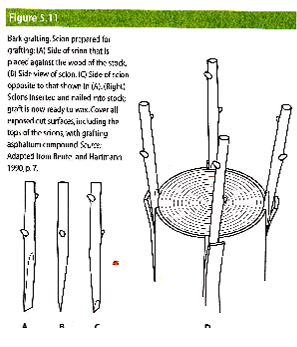 Figure 5.11
Bark grafting. Scion prepared for
grafting: (A) Side of scion that is
placed against the wood of the stock.
(B) Side view of scion. (C) Side of scion
opposite to that shown in (A). (Right)
Scions inserted and nailed into stock;
graft is now ready to wax. Cover all
exposed cut surfaces, including the
tops of the scions, with grafting
asphaltum compound Source:
Adapted from and Hartmann
1990, p. 7.
A B C D